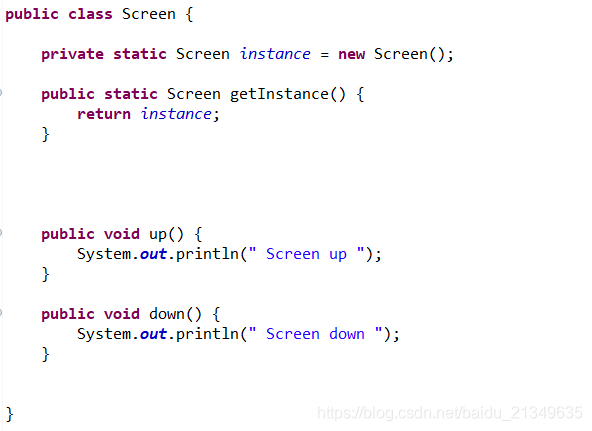 public class Screen {
private static Screen instance = new Screen();
public static Screen getInstance() {
return instance;
}
public void up() {
System.out.println(" Screen up ");
}
public void down() {
System.out.println(" Screen down ");
}
}
https://blog.csdn.net/baidu_21349635